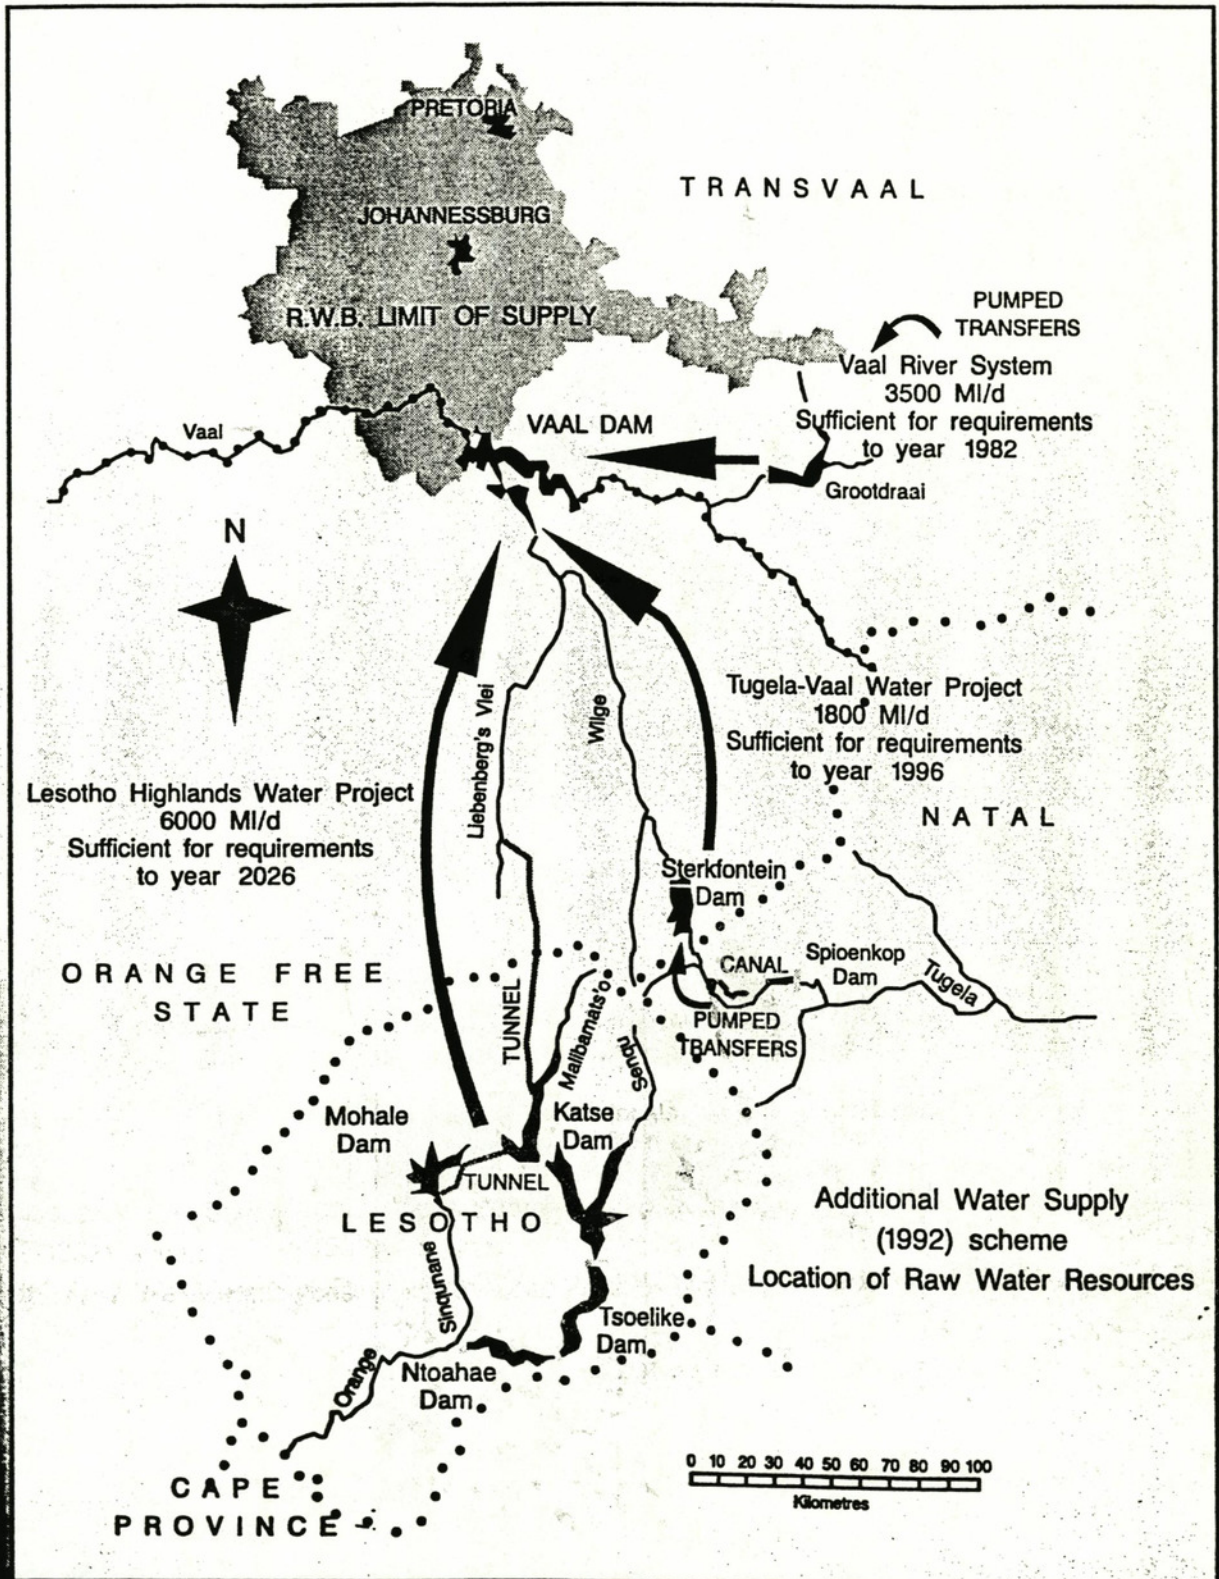 PRETORIA
TRANSVAAL
JOHANNESSBURG
R.W.B. LIMIT OF SUPPLY
PUMPED
TRANSFERS
Vaal River System
3500 Ml/d
Sufficient for requirements
to year 1982
Vaal
VAAL DAM
Grootdraai
N
Liebenberg's Vlei
Wilge
Tugela-Vaal Water Project
1800 Ml/d
Sufficient for requirements
to year 1996
Lesotho Highlands Water Project
6000 Ml/d
Sufficient for requirements
to year 2026
NATAL
Sterkfontein
Dam
ORANGE FREE
STATE
CANAL
Spioenkop
Dam
Tugela
TUNNEL
Malibamats'o
Senqu
PUMPED
TRANSFERS
Mohale
Dam
Katse
Dam
TUNNEL
LESOTHO
Sinqunane
Additional Water Supply
(1992) scheme
Location of Raw Water Resources
Tsoelike
Dam
Orange
Ntoahae
Dam
0 10 20 30 40 50 60 70 80 90 100
Kilometres
CAPE
PROVINCE